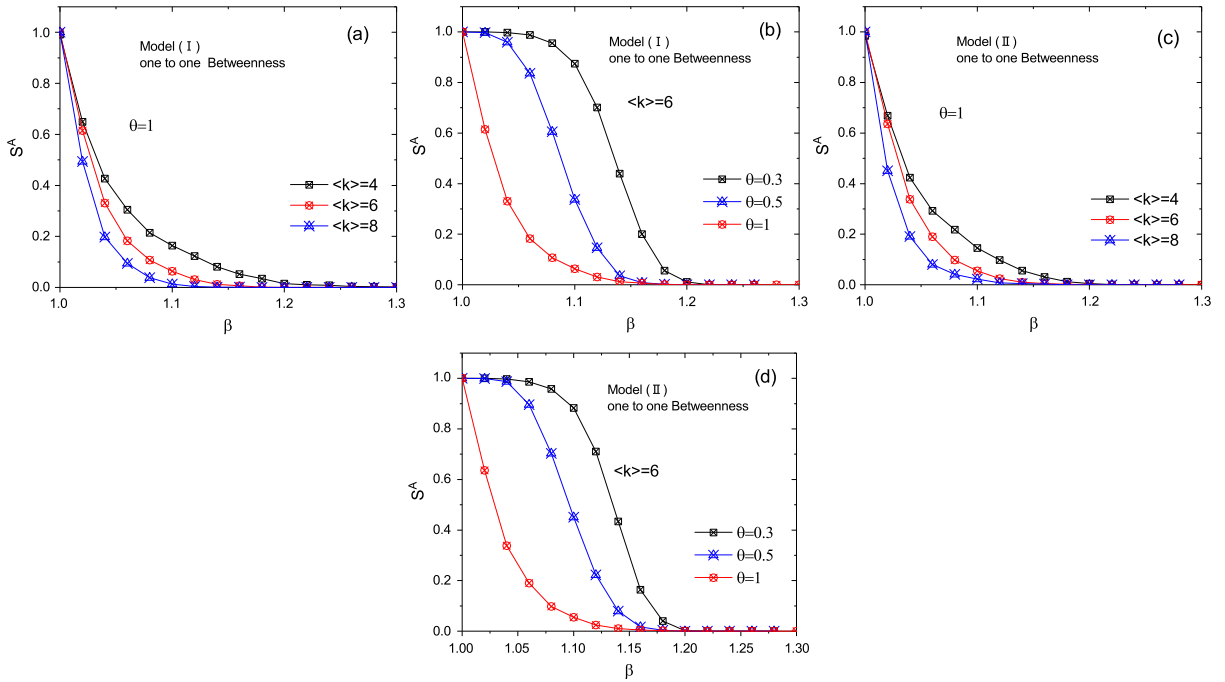 (a)
Model ( Ⅰ )
one to one Betweenness
θ=1
<k>=4
<k>=6
<k>=8
S^A
1.0
0.8
0.6
0.4
0.2
0.0
1.0
1.1
1.2
1.3
β
(b)
Model ( Ⅰ )
one to one Betweenness
<k>=6
θ=0.3
θ=0.5
θ=1
S^A
1.0
0.8
0.6
0.4
0.2
0.0
1.0
1.1
1.2
1.3
β
(c)
Model ( Ⅱ )
one to one Betweenness
θ=1
<k>=4
<k>=6
<k>=8
S^A
1.0
0.8
0.6
0.4
0.2
0.0
1.0
1.1
1.2
1.3
β
(d)
Model ( Ⅱ )
one to one Betweenness
<k>=6
θ=0.3
θ=0.5
θ=1
S^A
1.0
0.8
0.6
0.4
0.2
0.0
1.00
1.05
1.10
1.15
1.20
1.25
1.30
β